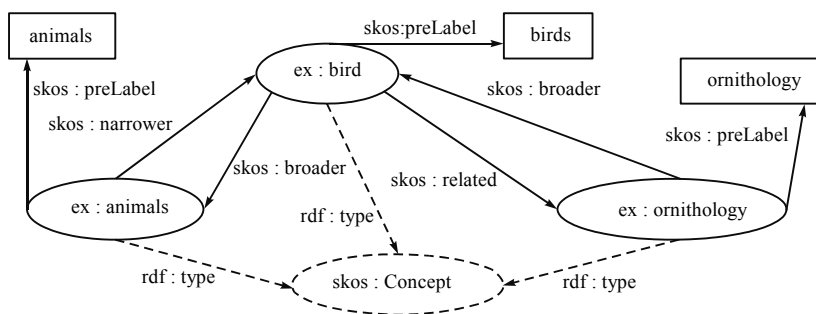 animals
skos:preLabel
birds
ex : bird
ornithology
skos : preLabel
skos : broader
skos : narrower
skos : preLabel
skos : broader
skos : related
ex : animals
rdf : type
ex : ornithology
rdf : type
skos : Concept
rdf : type